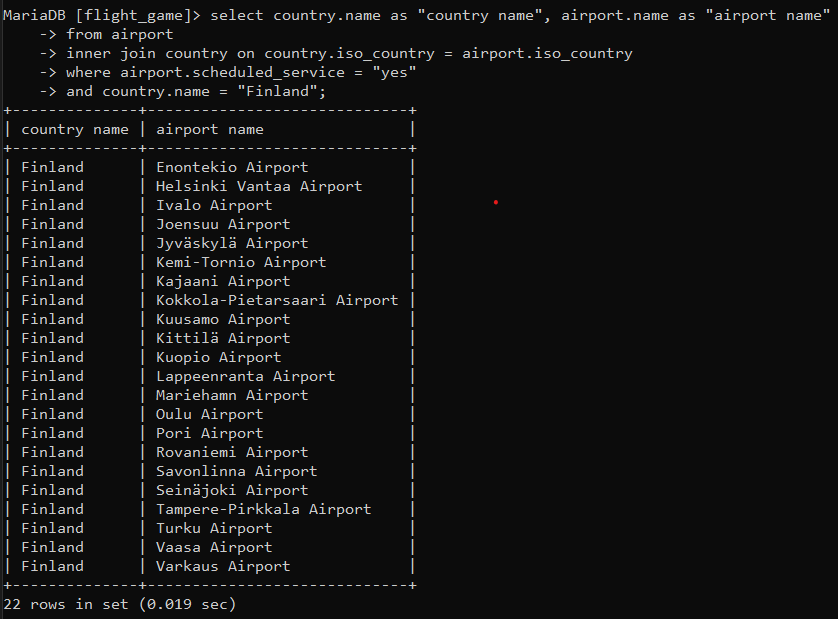 MariaDB [flight_game]> select country.name as "country name", airport.name as "airport name"
    -> from airport
    -> inner join country on country.iso_country = airport.iso_country
    -> where airport.scheduled_service = "yes"
    -> and country.name = "Finland";
+--------------+-----------------------------+
| country name | airport name                |
+--------------+-----------------------------+
| Finland      | Enontekio Airport           |
| Finland      | Helsinki Vantaa Airport     |
| Finland      | Ivalo Airport               |
| Finland      | Joensuu Airport             |
| Finland      | Jyväskylä Airport           |
| Finland      | Kemi-Tornio Airport         |
| Finland      | Kajaani Airport             |
| Finland      | Kokkola-Pietarsaari Airport |
| Finland      | Kuusamo Airport             |
| Finland      | Kittilä Airport             |
| Finland      | Kuopio Airport              |
| Finland      | Lappeenranta Airport        |
| Finland      | Mariehamn Airport           |
| Finland      | Oulu Airport                |
| Finland      | Pori Airport                |
| Finland      | Rovaniemi Airport           |
| Finland      | Savonlinna Airport          |
| Finland      | Seinäjoki Airport           |
| Finland      | Tampere-Pirkkala Airport    |
| Finland      | Turku Airport               |
| Finland      | Vaasa Airport               |
| Finland      | Varkaus Airport             |
+--------------+-----------------------------+
22 rows in set (0.019 sec)